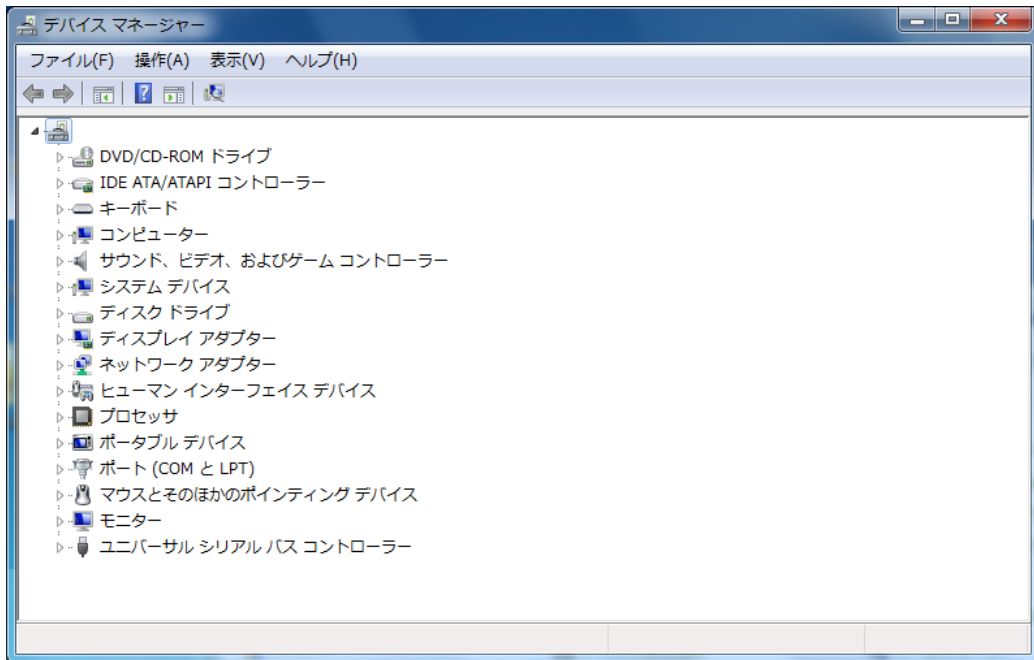 デバイス マネージャー
ファイル(F) 操作(A) 表示(V) ヘルプ(H)
DVD/CD-ROM ドライブ
IDE ATA/ATAPI コントローラー
キーボード
コンピューター
サウンド、ビデオ、およびゲーム コントローラー
システム デバイス
ディスク ドライブ
ディスプレイ アダプター
ネットワーク アダプター
ヒューマン インターフェイス デバイス
プロセッサ
ポータブル デバイス
ポート (COM と LPT)
マウスとそのほかのポインティング デバイス
モニター
ユニバーサル シリアル バス コントローラー